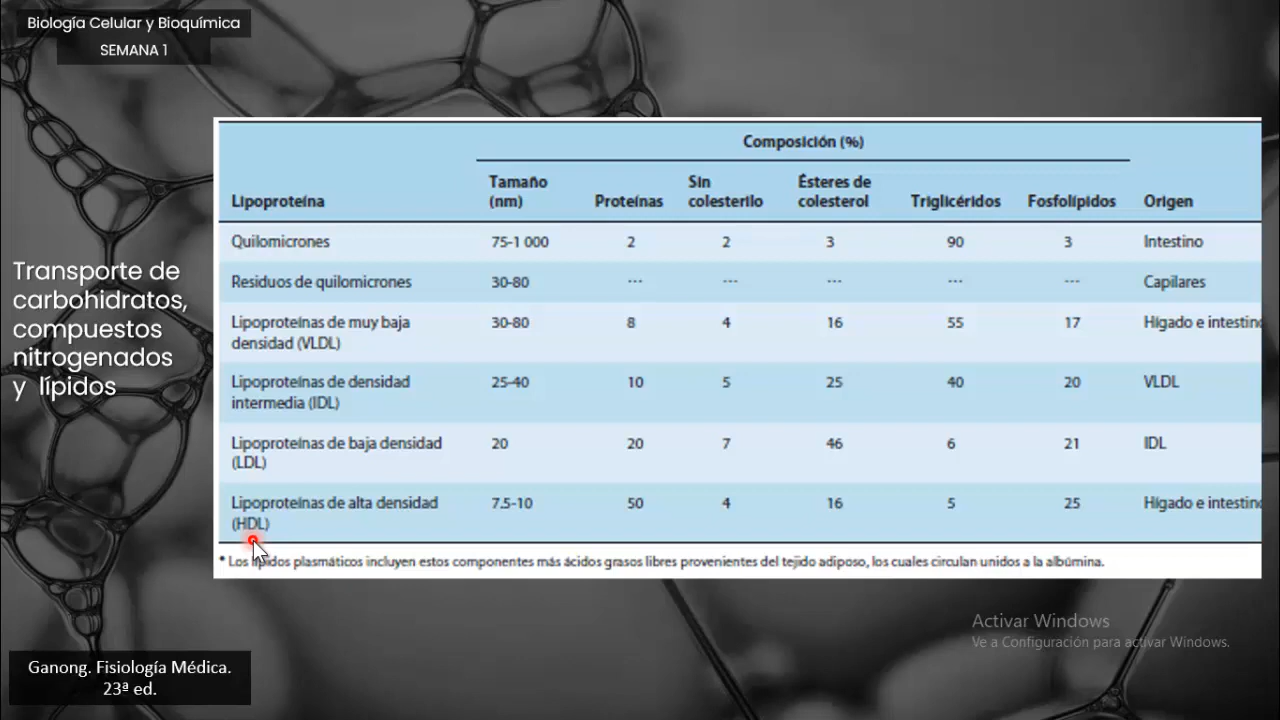 Biología Celular y Bioquímica
SEMANA 1
Transporte de
carbohidratos,
compuestos
nitrogenados
y lípidos
Composición (%)
Lipoproteína Tamaño (nm) Proteínas Sin colesterilo Ésteres de colesterol Triglicéridos Fosfolípidos Origen
Quilomicrones 75-1 000 2 2 3 90 3 Intestino
Residuos de quilomicrones 30-80 --- --- --- --- --- Capilares
Lipoproteínas de muy baja densidad (VLDL) 30-80 8 4 16 55 17 Hígado e intestino
Lipoproteínas de densidad intermedia (IDL) 25-40 10 5 25 40 20 VLDL
Lipoproteínas de baja densidad (LDL) 20 20 7 46 6 21 IDL
Lipoproteínas de alta densidad (HDL) 7.5-10 50 4 16 5 25 Hígado e intestino
* Los lípidos plasmáticos incluyen estos componentes más ácidos grasos libres provenientes del tejido adiposo, los cuales circulan unidos a la albúmina.
Activar Windows
Ve a Configuración para activar Windows.
Ganong. Fisiología Médica.
23ª ed.